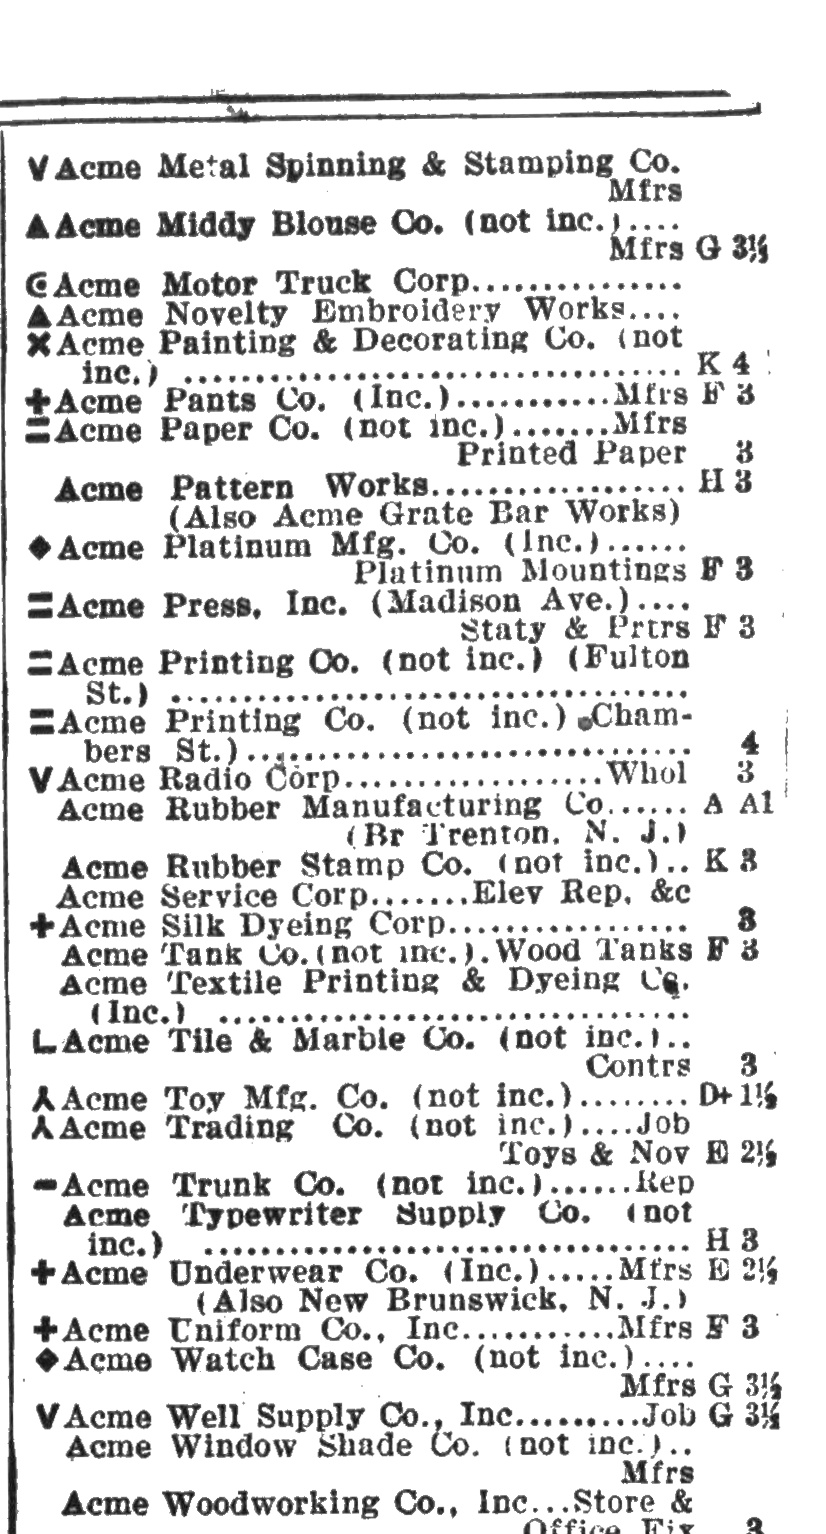 V Acme Metal Spinning & Stamping Co.
Mfrs
▲ Acme Middy Blouse Co. (not inc.)....
Mfrs G 3½
Acme Motor Truck Corp...............
▲ Acme Novelty Embroidery Works....
✖ Acme Painting & Decorating Co. (not
inc.) .................................. K 4
✚ Acme Pants Co. (Inc.)...........Mfrs F 3
= Acme Paper Co. (not inc.).......Mfrs
Printed Paper 3
Acme Pattern Works.................. H 3
(Also Acme Grate Bar Works)
◆ Acme Platinum Mfg. Co. (Inc.)......
Platinum Mountings F 3
= Acme Press, Inc. (Madison Ave.)....
Staty & Prtrs F 3
= Acme Printing Co. (not inc.) (Fulton
St.) ....................................
= Acme Printing Co. (not inc.) Cham-
bers St.)............................... 4
V Acme Radio Corp..................Whol 3
Acme Rubber Manufacturing Co...... A A1
(Br Trenton, N. J.)
Acme Rubber Stamp Co. (not inc.).. K 3
Acme Service Corp.......Elev Rep, &c
✚ Acme Silk Dyeing Corp................. 3
Acme Tank Co.(not inc.).Wood Tanks F 3
Acme Textile Printing & Dyeing Co.
(Inc.) .................................
L Acme Tile & Marble Co. (not inc.)..
Contrs 3
⅄ Acme Toy Mfg. Co. (not inc.)........ D+ 1½
⅄ Acme Trading Co. (not inc.)....Job
Toys & Nov E 2½
- Acme Trunk Co. (not inc.)......Rep
Acme Typewriter Supply Co. (not
inc.) .................................. H 3
✚ Acme Underwear Co. (Inc.).....Mfrs E 2½
(Also New Brunswick, N. J.)
✚ Acme Uniform Co., Inc...........Mfrs F 3
◆ Acme Watch Case Co. (not inc.)....
Mfrs G 3½
V Acme Well Supply Co., Inc.........Job G 3½
Acme Window Shade Co. (not inc.)..
Mfrs
Acme Woodworking Co., Inc...Store &
Office Fix 3